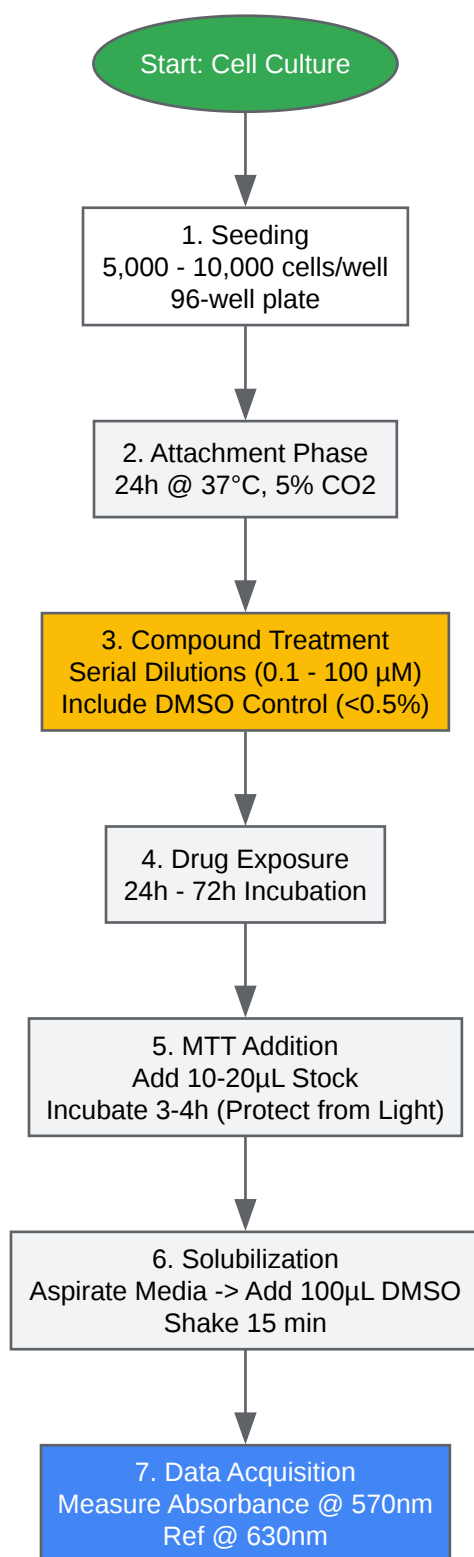 Start: Cell Culture
1. Seeding
5,000 - 10,000 cells/well
96-well plate
2. Attachment Phase
24h @ 37°C, 5% CO2
3. Compound Treatment
Serial Dilutions (0.1 - 100 µM)
Include DMSO Control (<0.5%)
4. Drug Exposure
24h - 72h Incubation
5. MTT Addition
Add 10-20µL Stock
Incubate 3-4h (Protect from Light)
6. Solubilization
Aspirate Media -> Add 100µL DMSO
Shake 15 min
7. Data Acquisition
Measure Absorbance @ 570nm
Ref @ 630nm